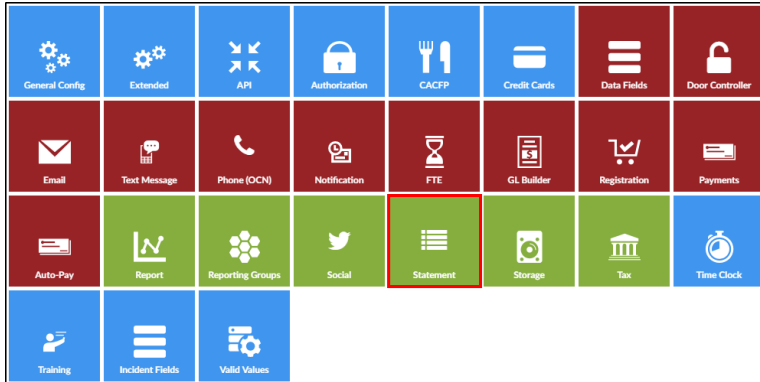 General Config
Extended
API
Authorization
CACFP
Credit Cards
Data Fields
Door Controller
Email
Text Message
Phone (OCN)
Notification
FTE
$
GL Builder
Registration
Payments
Auto-Pay
Report
Reporting Groups
Social
Statement
Storage
Tax
Time Clock
Training
Incident Fields
Valid Values